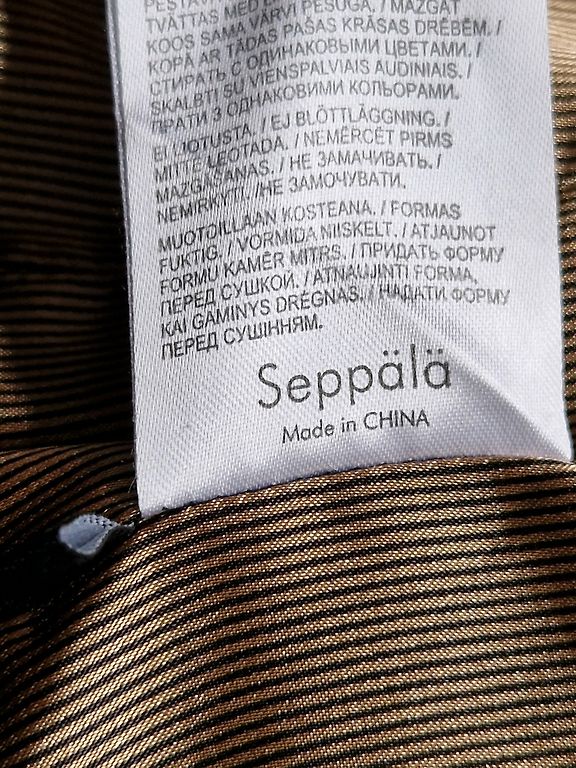 TVÄTTAS MED
VÄRVI PESUGA. / MAZGĀT
KOOS SAMA VÄRVI PESUGA. / MAZGĀT
KOPĀ AR TĀDAS PAŠAS KRĀSAS DRĒBĒM. /
СТИРАТЬ С ОДИНАКОВЫМИ ЦВЕТАМИ. /
SKALBTI SU VIENSPALVIAIS AUDINIAIS. /
ПРАТИ З ОДНАКОВИМИ КОЛЬОРАМИ.
EI LIOTUSTA. / EJ BLÖTLÄGGNING. /
MITTE LEOTADA. / NEMĒRCĒT PIRMS
MAZGĀŠANAS. / НЕ ЗАМАЧИВАТЬ. /
NEMIRKYTI. /НЕ ЗАМОЧУВАТИ.
MUOTOILLAAN KOSTEANA. / FORMAS
FUKTIG. / VORMIDA NIISKELT. / ATJAUNOT
FORMU KAMĒR MITRS. / ПРИДАТЬ ФОРМУ
ПЕРЕД СУШКОЙ. / ATNAUJINTI FORMĄ,
KAI GAMINYS DRĖGNAS. / НАДАТИ ФОРМУ
ПЕРЕД СУШІННЯМ.
Seppälä
Made in CHINA